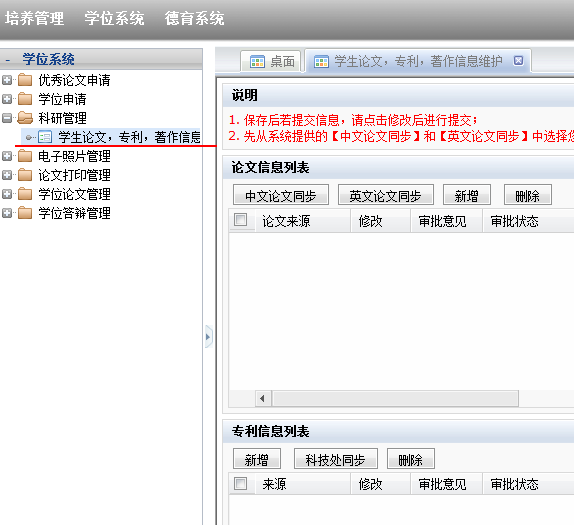 培养管理 学位系统 德育系统
- 学位系统
优秀论文申请
学位申请
科研管理
学生论文，专利，著作信息
电子照片管理
论文打印管理
学位论文管理
学位答辩管理
桌面 学生论文，专利，著作信息维护
说明
1. 保存后若提交信息，请点击修改后进行提交；
2. 先从系统提供的【中文论文同步】和【英文论文同步】中选择您
论文信息列表
中文论文同步 英文论文同步 新增 删除
论文来源 修改 审批意见 审批状态
专利信息列表
新增 科技处同步 删除
来源 修改 审批意见 审批状态